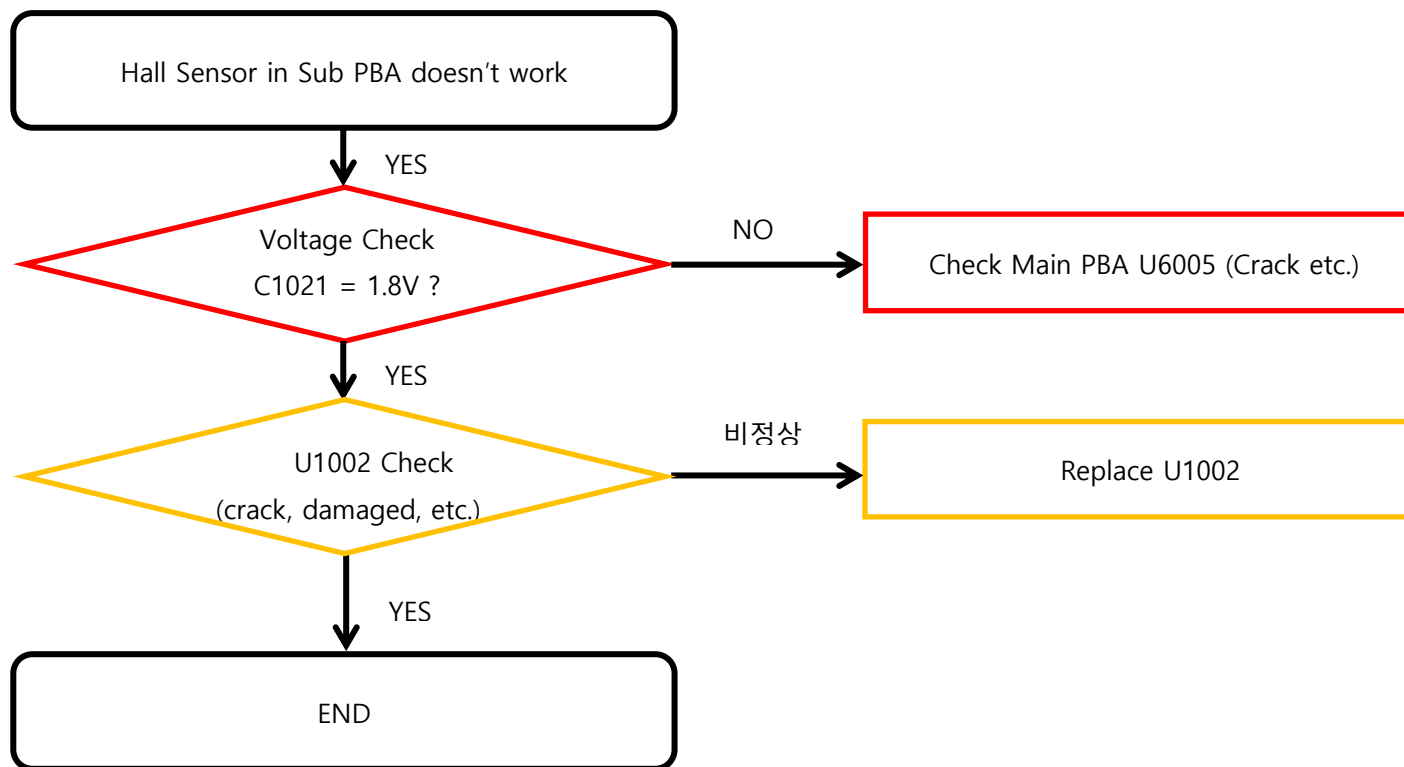 Hall Sensor in Sub PBA doesn't work
YES
Voltage Check
C1021 = 1.8V ?
NO
Check Main PBA U6005 (Crack etc.)
YES
U1002 Check
(crack, damaged, etc.)
비정상
Replace U1002
YES
END